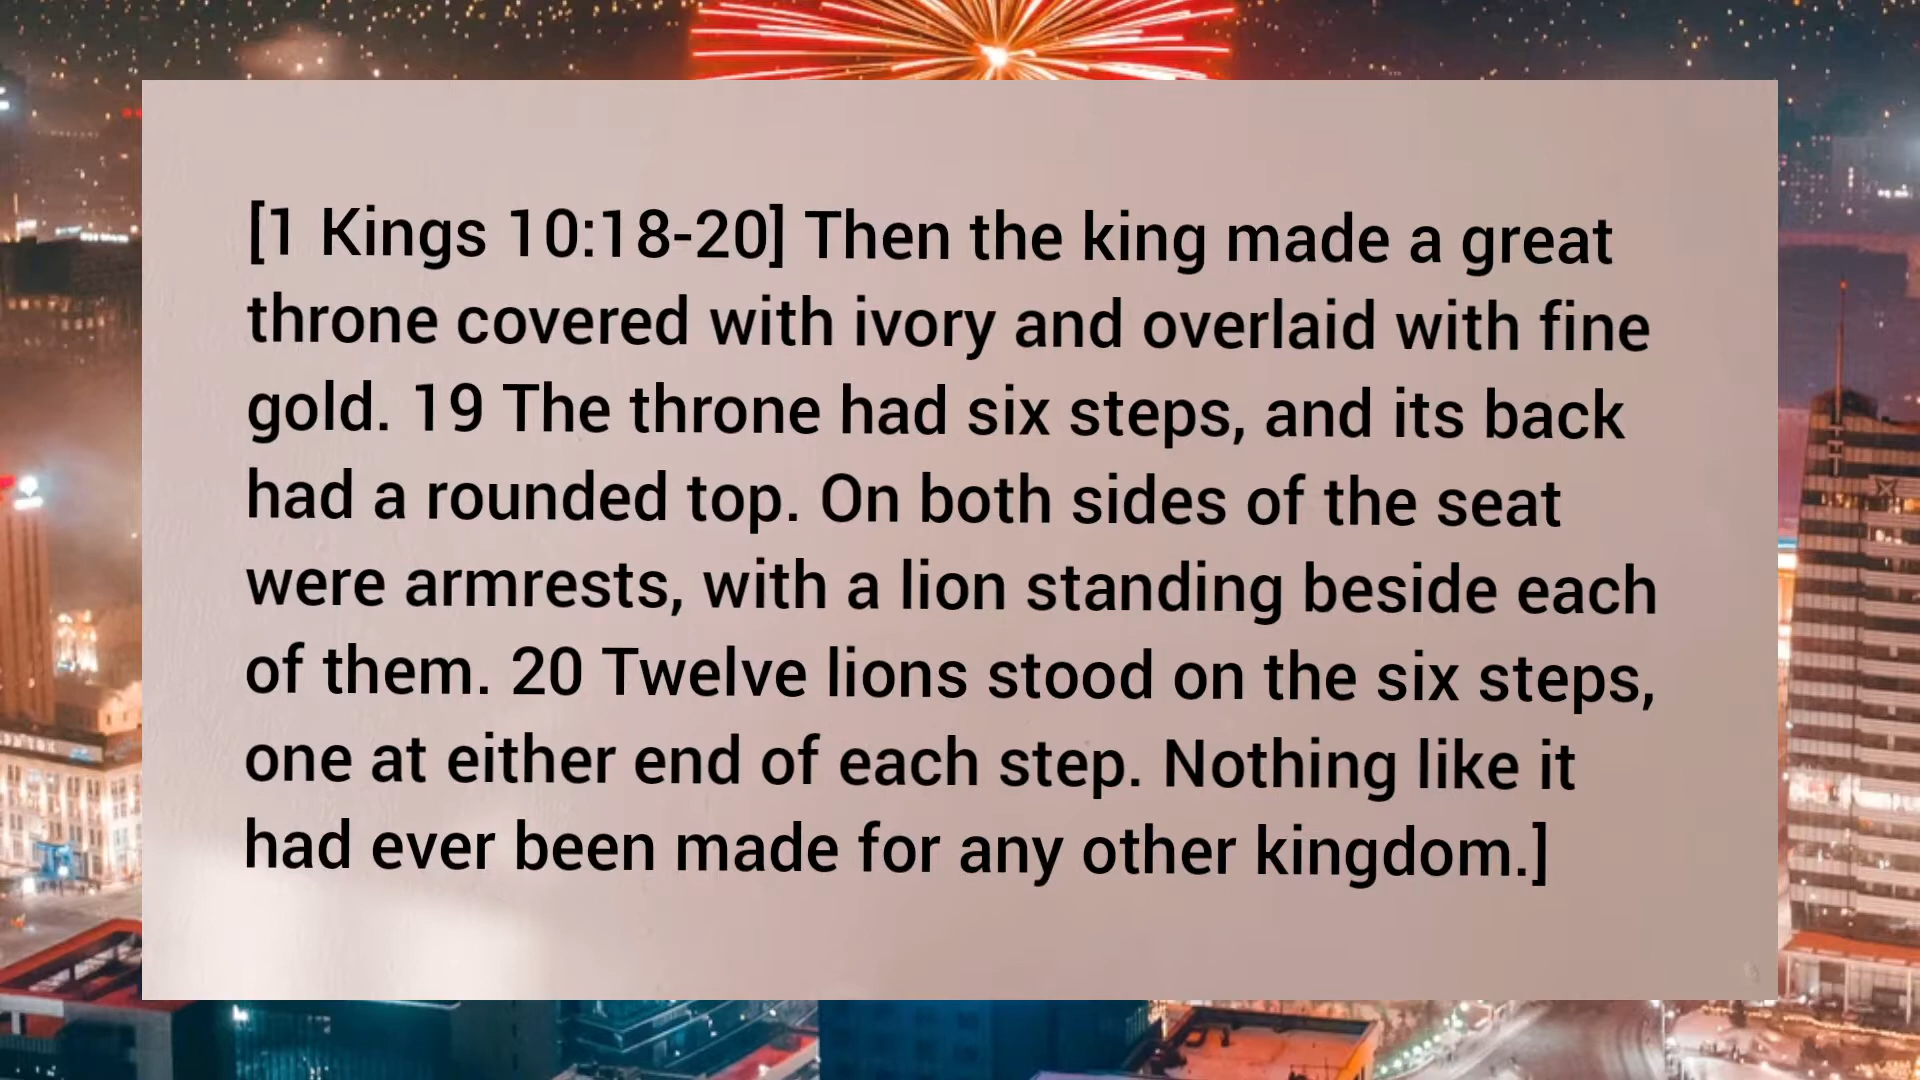 [1 Kings 10:18-20] Then the king made a great
throne covered with ivory and overlaid with fine
gold. 19 The throne had six steps, and its back
had a rounded top. On both sides of the seat
were armrests, with a lion standing beside each
of them. 20 Twelve lions stood on the six steps,
one at either end of each step. Nothing like it
had ever been made for any other kingdom.]